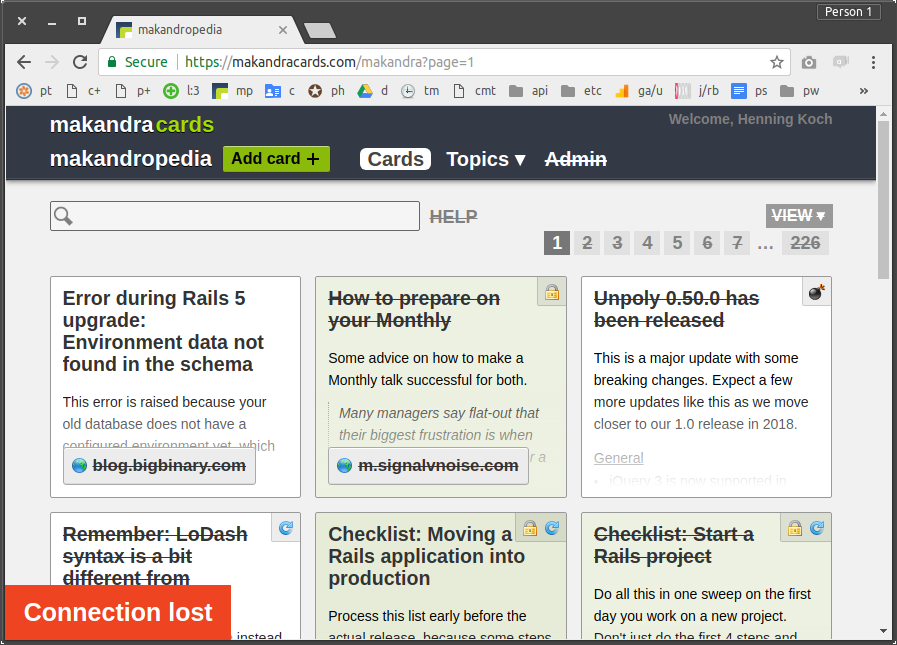 Person 1
makandropedia
Secure https://makandracards.com/makandra?page=1
pt c+ p+ l:3 mp c ph d tm cmt api etc ga/u j/rb ps pw »
makandra cards
Welcome, Henning Koch
makandropedia Add card + Cards Topics ▾ Admin
HELP
VIEW ▾
1 2 3 4 5 6 7 ... 226
Error during Rails 5
upgrade:
Environment data not
found in the schema
This error is raised because your
old database does not have a
configured environment yet, which
blog.bigbinary.com
How to prepare on
your Monthly
Some advice on how to make a
Monthly talk successful for both.
Many managers say flat-out that
their biggest frustration is when
r a
m.signalvnoise.com
Unpoly 0.50.0 has
been released
This is a major update with some
breaking changes. Expect a few
more updates like this as we move
closer to our 1.0 release in 2018.
General
• jQuery 3 is now supported in
Remember: LoDash
syntax is a bit
different from
instead
Checklist: Moving a
Rails application into
production
Process this list early before the
actual release, because some steps
Checklist: Start a
Rails project
Do all this in one sweep on the first
day you work on a new project.
Don't just do the first 4 steps and
Connection lost